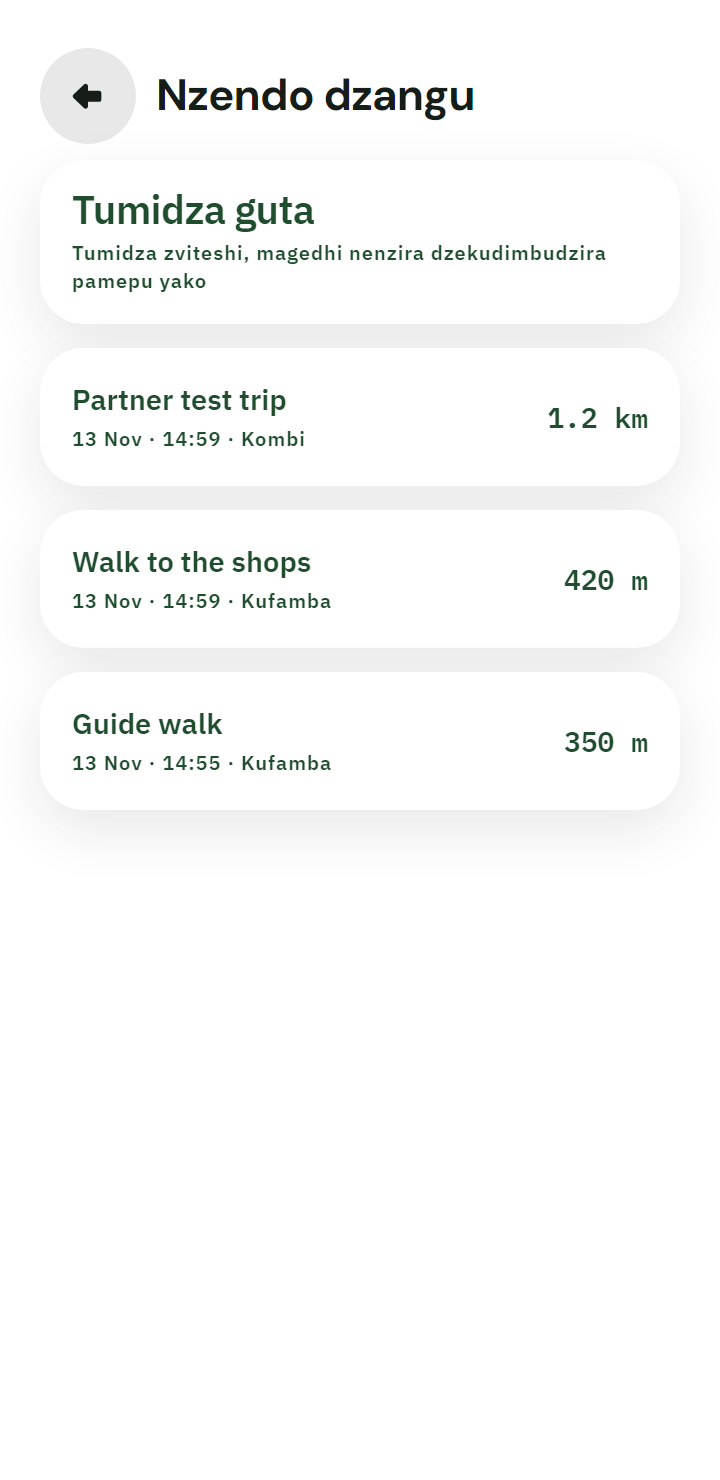 Nzendo dzangu
Tumidza guta
Tumidza zviteshi, magedhi nenzira dzekudimbudzira
pamepu yako
Partner test trip
13 Nov · 14:59 · Kombi
1.2 km
Walk to the shops
13 Nov · 14:59 · Kufamba
420 m
Guide walk
13 Nov · 14:55 · Kufamba
350 m